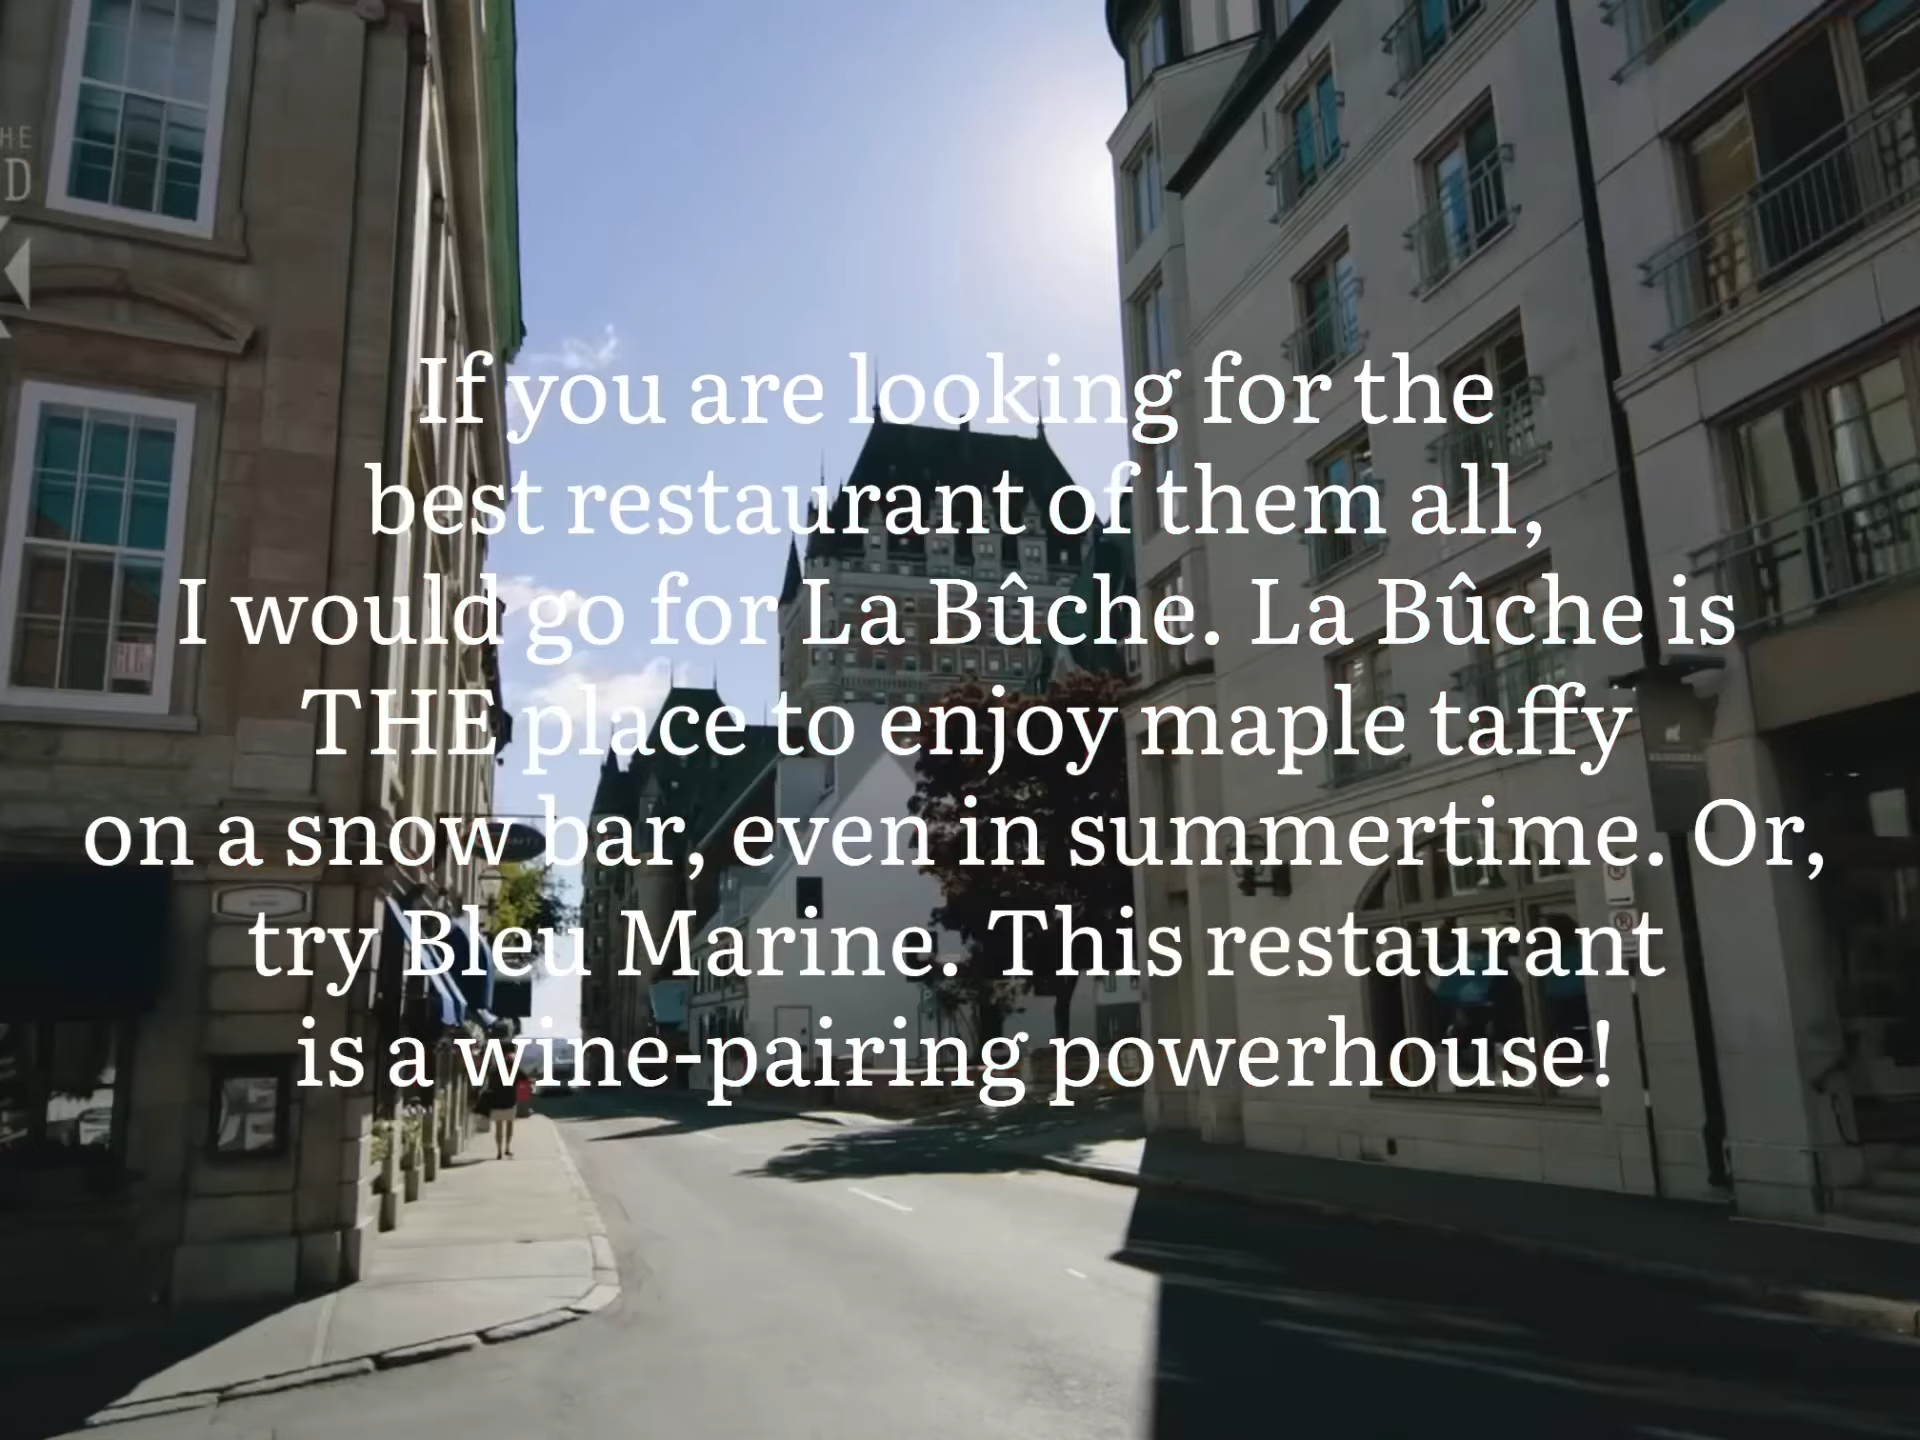 HE
D
If you are looking for the
best restaurant of them all,
I would go for La Bûche. La Bûche is
THE place to enjoy maple taffy
on a snow bar, even in summertime. Or,
try Bleu Marine. This restaurant
is a wine-pairing powerhouse!